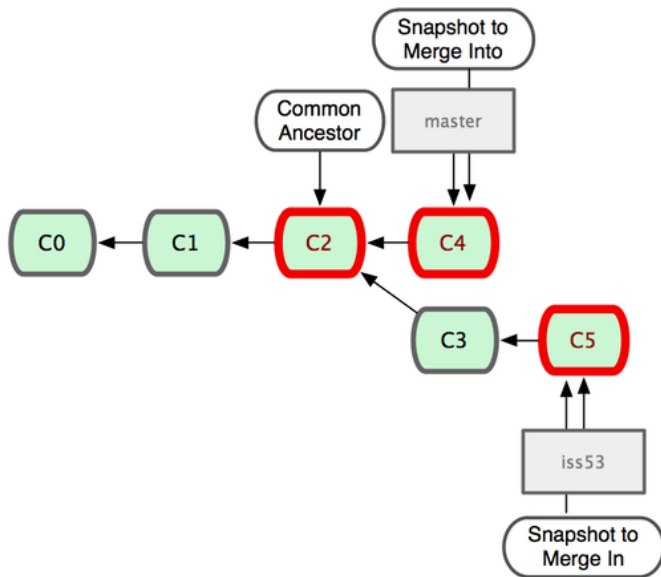 Snapshot to
Merge Into
Common
Ancestor
master
C0
C1
C2
C4
C3
C5
iss53
Snapshot to
Merge In